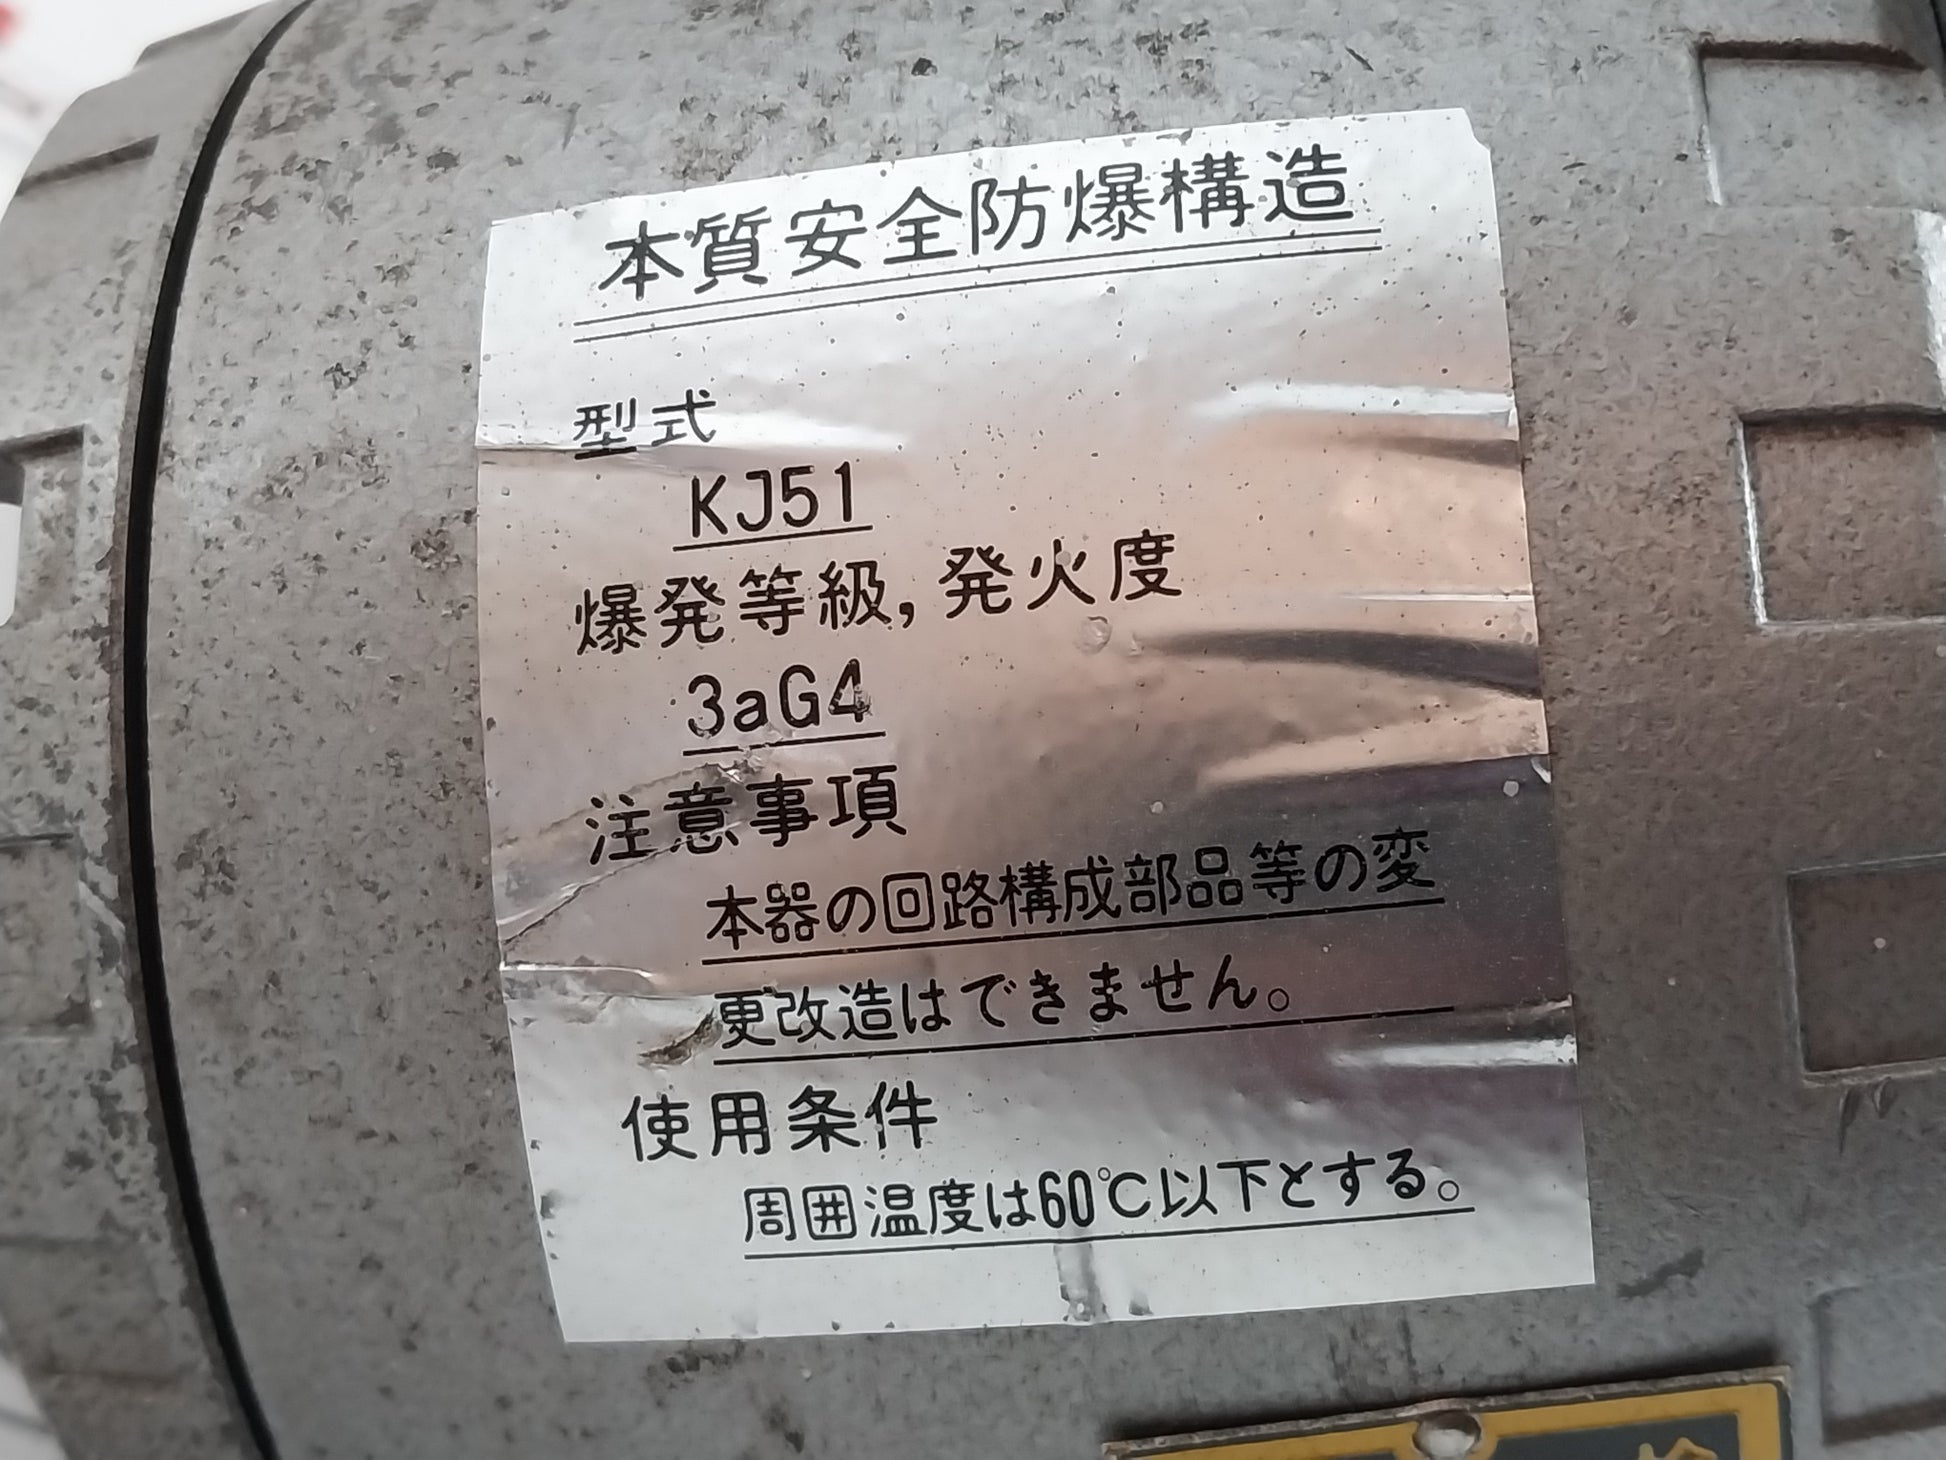 本質安全防爆構造
型式
KJ51
爆発等級,発火度
3aG4
注意事項
本器の回路構成部品等の変
更改造はできません。
使用条件
周囲温度は60℃以下とする。